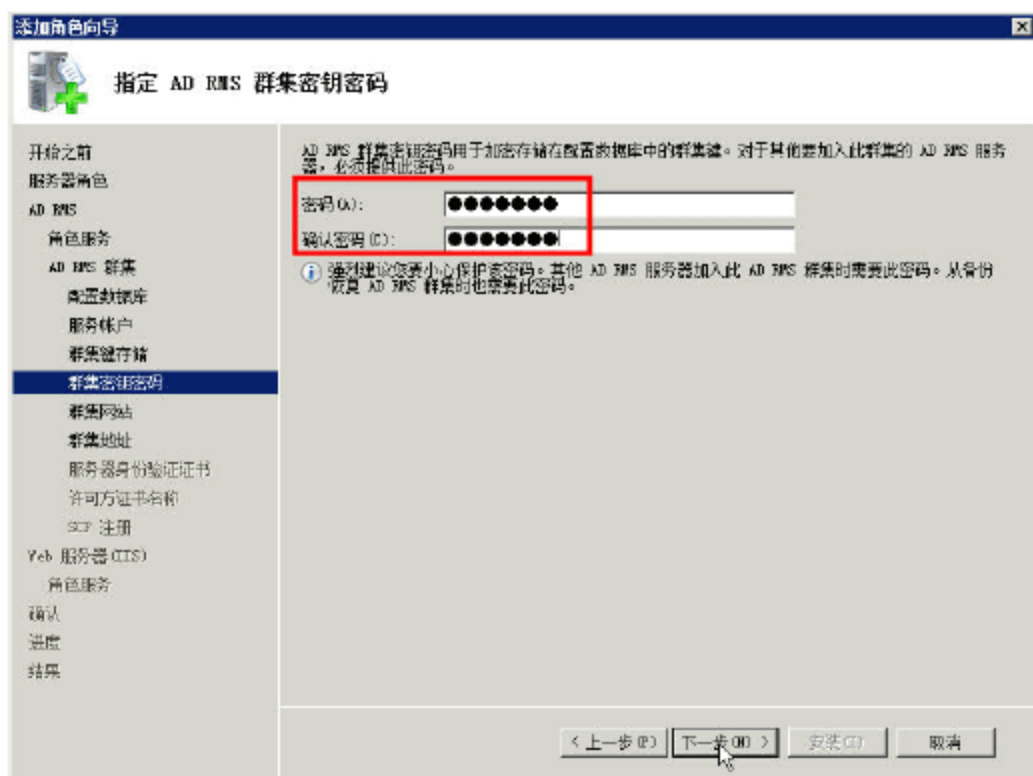 添加角色向导
指定 AD RMS 群集密钥密码
开始之前
服务器角色
AD RMS
角色服务
AD RMS 群集
配置数据库
服务帐户
群集键存储
群集密钥密码
群集网站
群集地址
服务器身份验证证书
许可方证书名称
SCP 注册
Web 服务器(IIS)
角色服务
确认
进度
结果
AD RMS 群集密钥密码用于加密存储在配置数据库中的群集键。对于其他要加入此群集的 AD RMS 服务
器，必须提供此密码。
密码(A):
确认密码(C):
强烈建议您要小心保护该密码。其他 AD RMS 服务器加入此 AD RMS 群集时需要此密码。从备份
恢复 AD RMS 群集时也需要此密码。
< 上一步(P) 下一步(N) > 安装(I) 取消